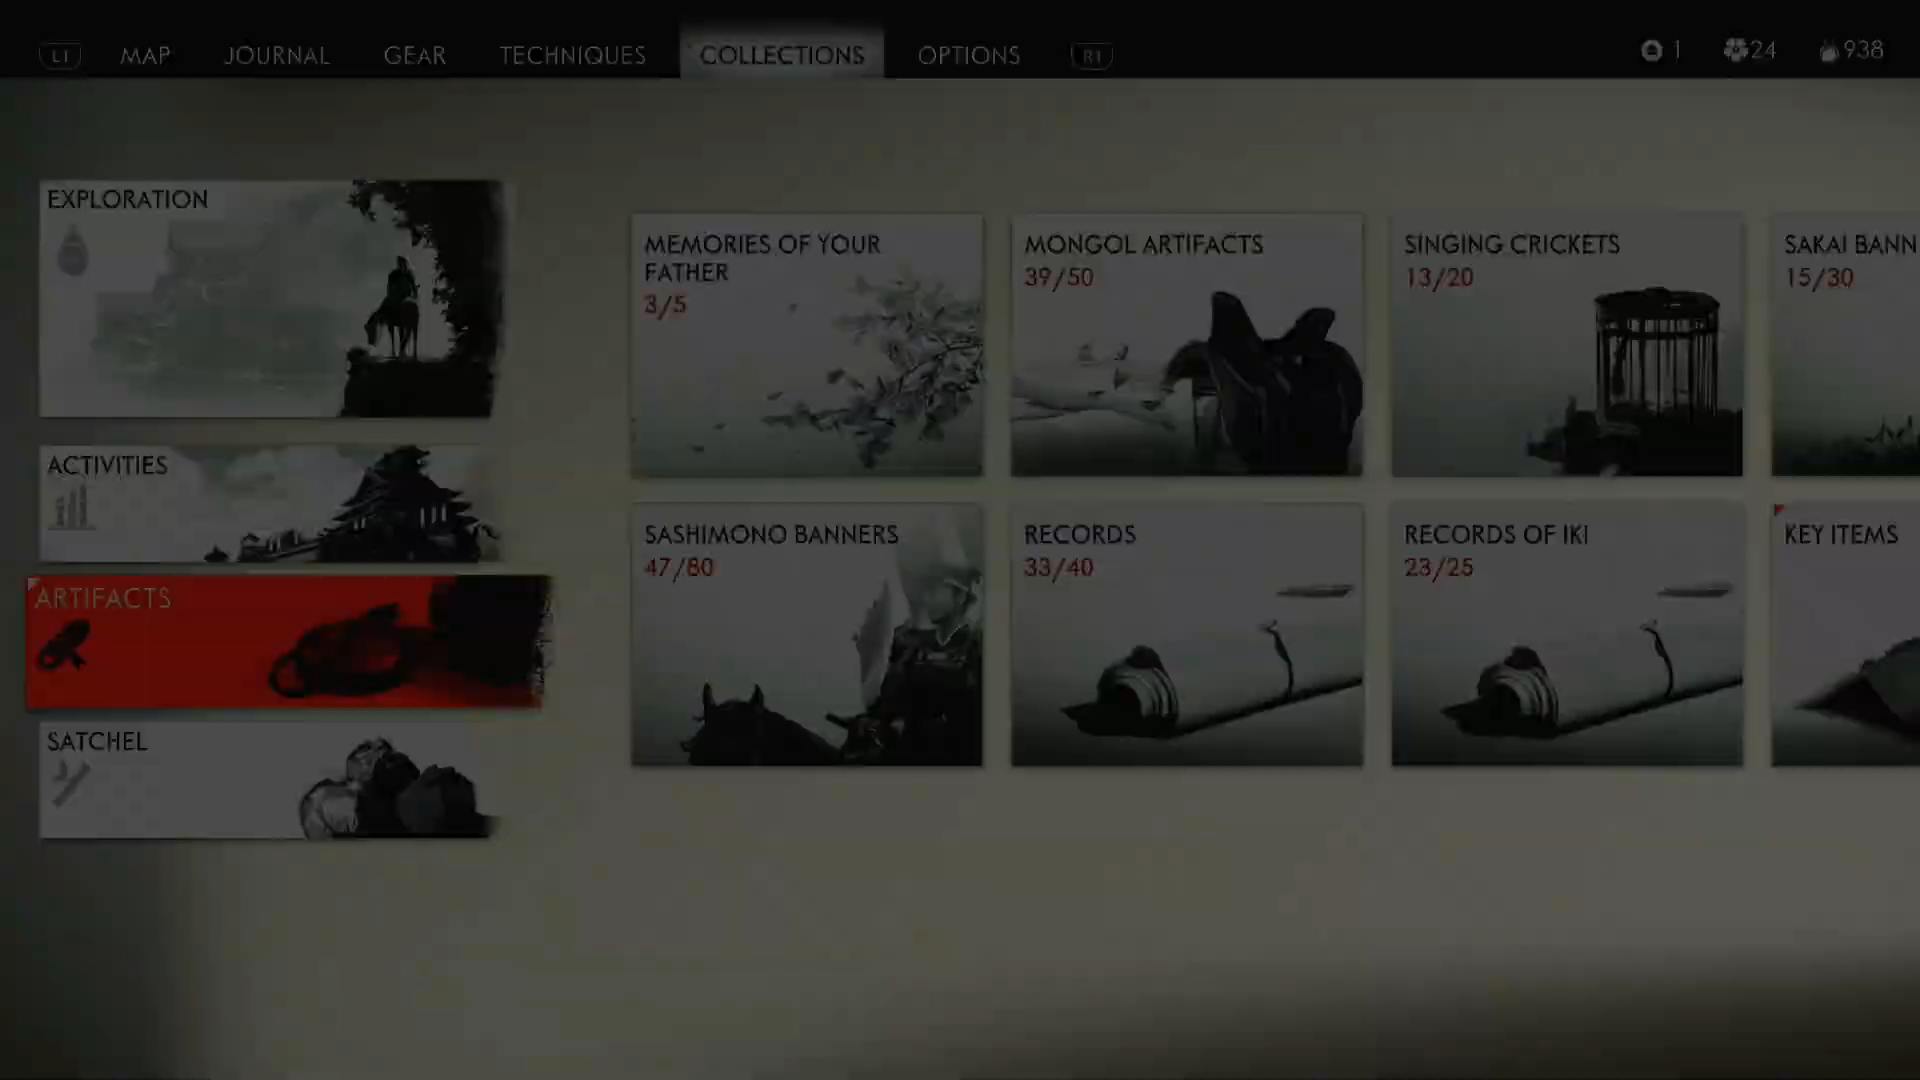 L1 MAP JOURNAL GEAR TECHNIQUES COLLECTIONS OPTIONS R1 1 24 938
EXPLORATION
ACTIVITIES
ARTIFACTS
SATCHEL
MEMORIES OF YOUR
FATHER
3/5
MONGOL ARTIFACTS
39/50
SINGING CRICKETS
13/20
SAKAI BANN
15/30
SASHIMONO BANNERS
47/80
RECORDS
33/40
RECORDS OF IKI
23/25
KEY ITEMS